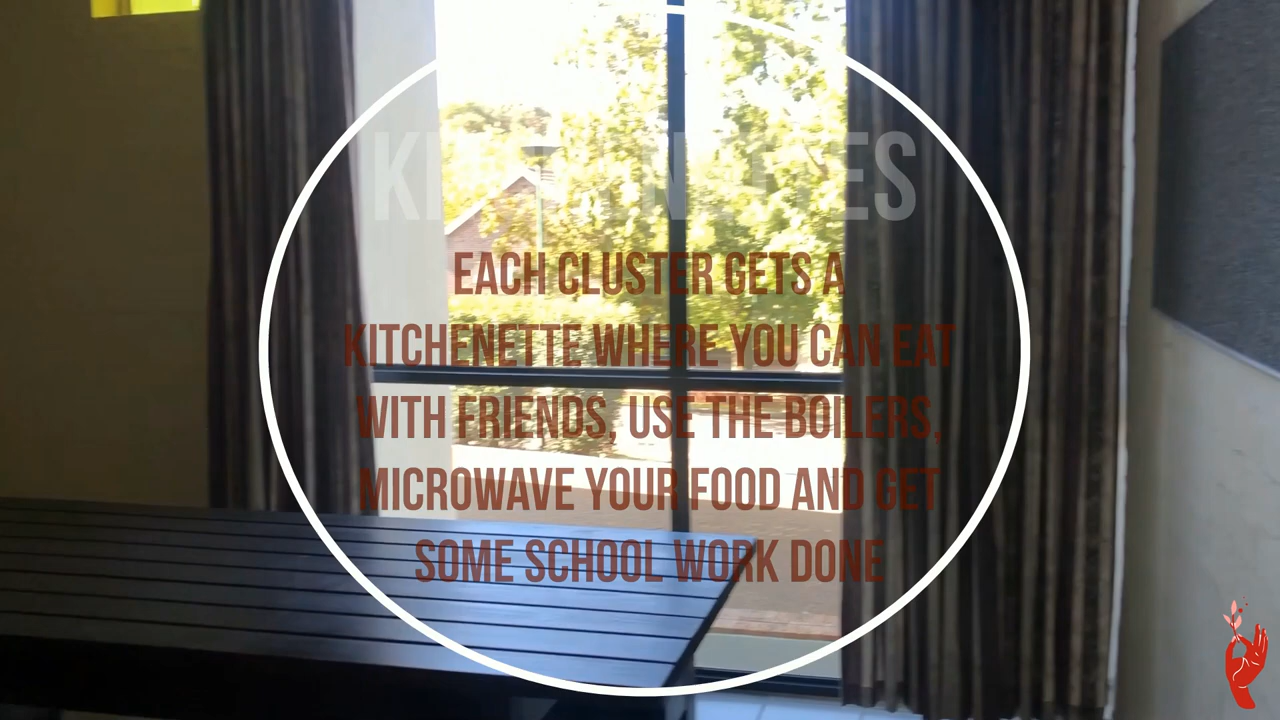 KITCHENETTES
EACH CLUSTER GETS A
KITCHENETTE WHERE YOU CAN EAT
WITH FRIENDS, USE THE BOILERS,
MICROWAVE YOUR FOOD AND GET
SOME SCHOOL WORK DONE